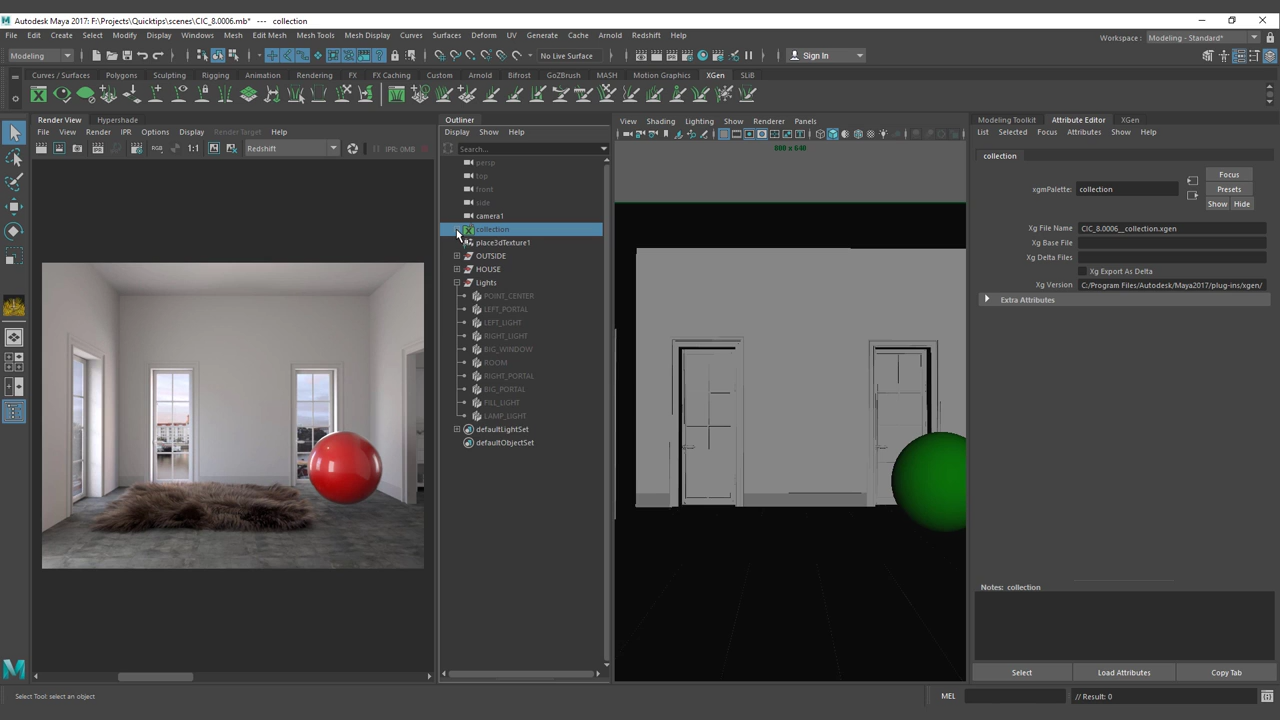 Autodesk Maya 2017: F:\Projects\Quicktips\scenes\CIC_8.0006.mb* --- collection
File Edit Create Select Modify Display Windows Mesh Edit Mesh Mesh Tools Mesh Display Curves Surfaces Deform UV Generate Cache Arnold Redshift Help
Workspace : Modeling - Standard*
Modeling No Live Surface Sign In
Curves / Surfaces Polygons Sculpting Rigging Animation Rendering FX FX Caching Custom Arnold Bifrost GoZBrush MASH Motion Graphics XGen SLiB
Render View Hypershade
File View Render IPR Options Display Render Target Help
RGB 1:1 Redshift IPR: 0MB
Outliner
Display Show Help
Search...
persp
top
front
side
camera1
collection
place3dTexture1
OUTSIDE
HOUSE
Lights
POINT_CENTER
LEFT_PORTAL
LEFT_LIGHT
RIGHT_LIGHT
BIG_WINDOW
ROOM
RIGHT_PORTAL
BIG_PORTAL
FILL_LIGHT
LAMP_LIGHT
defaultLightSet
defaultObjectSet
View Shading Lighting Show Renderer Panels
800 x 640
Modeling Toolkit Attribute Editor XGen
List Selected Focus Attributes Show Help
collection
xgmPalette: collection
Focus
Presets
Show Hide
Xg File Name CIC_8.0006__collection.xgen
Xg Base File
Xg Delta Files
Xg Export As Delta
Xg Version C:/Program Files/Autodesk/Maya2017/plug-ins/xgen/
Extra Attributes
Notes: collection
Select Load Attributes Copy Tab
Select Tool: select an object
MEL // Result: 0